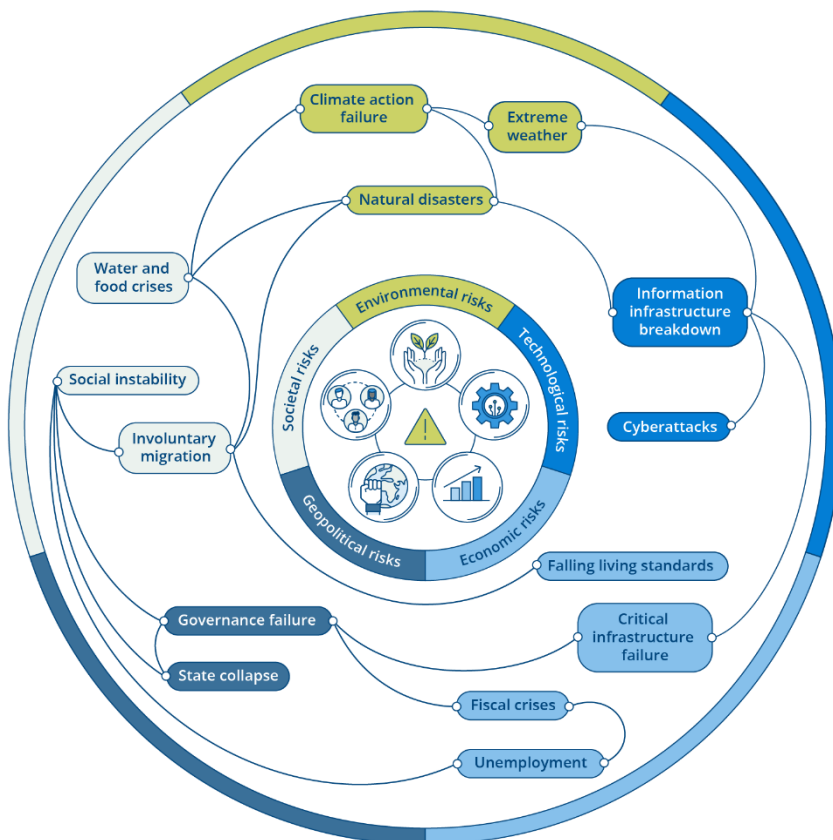 Climate action
failure
Extreme
weather
Natural disasters
Water and
food crises
Information
infrastructure
breakdown
Environmental risks
Societal risks
Technological risks
Social instability
Involuntary
migration
Cyberattacks
Geopolitical risks
Economic risks
Falling living standards
Governance failure
Critical
infrastructure
failure
State collapse
Fiscal crises
Unemployment